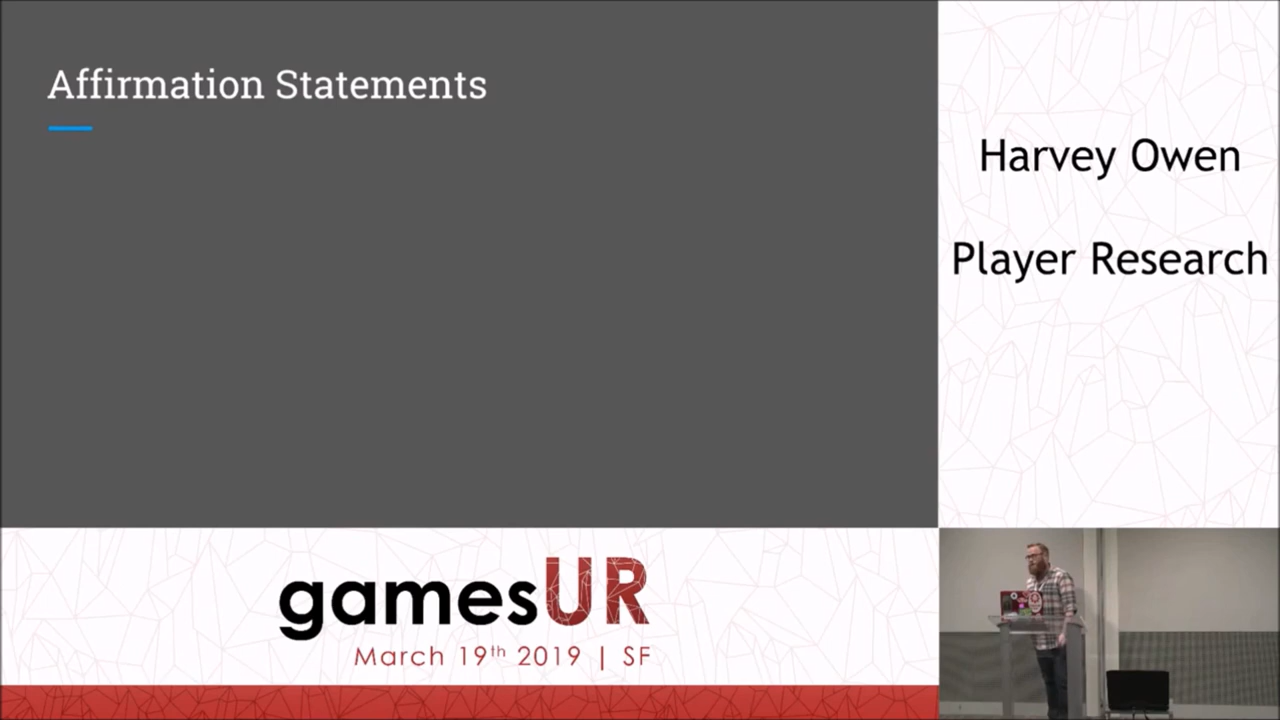 Affirmation Statements
Harvey Owen
Player Research
gamesUR
March 19th 2019 | SF